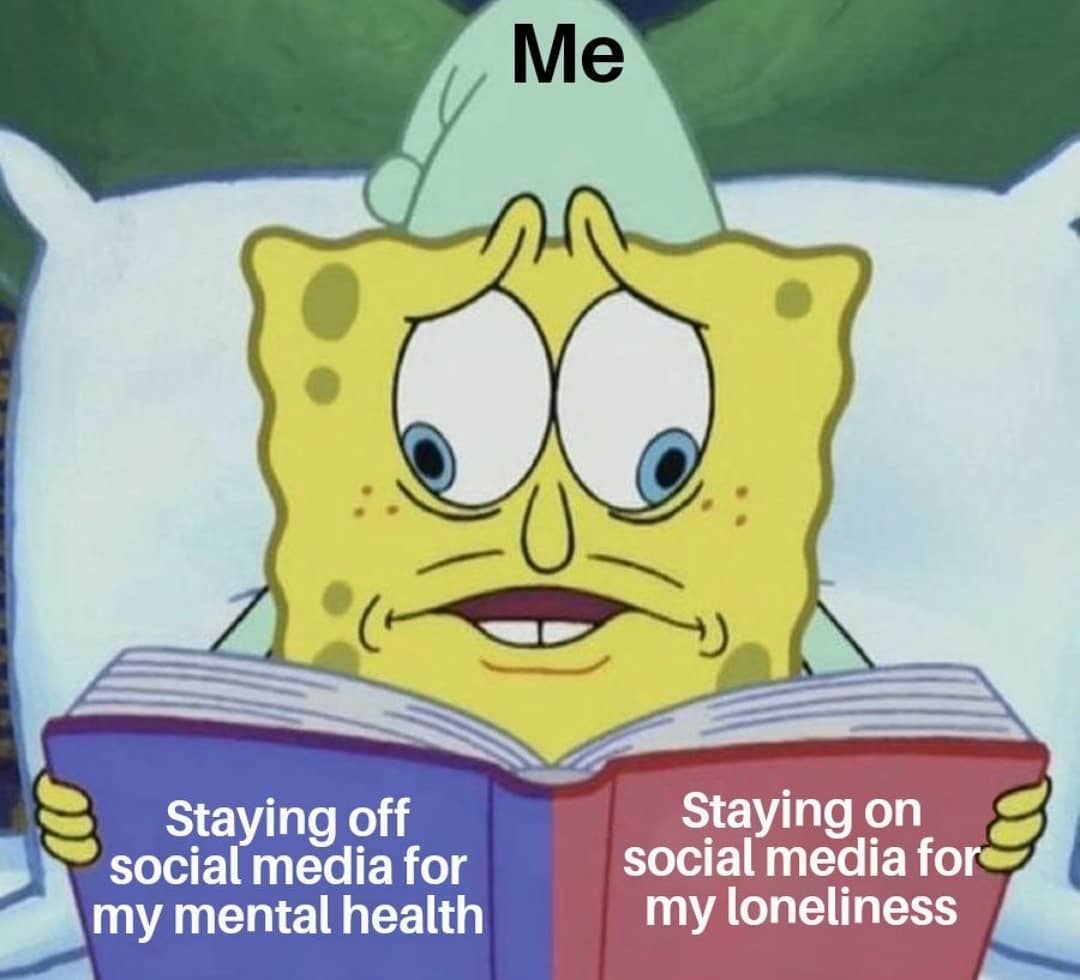 Me
Staying off
social media for
my mental health
Staying on
social media for
my loneliness